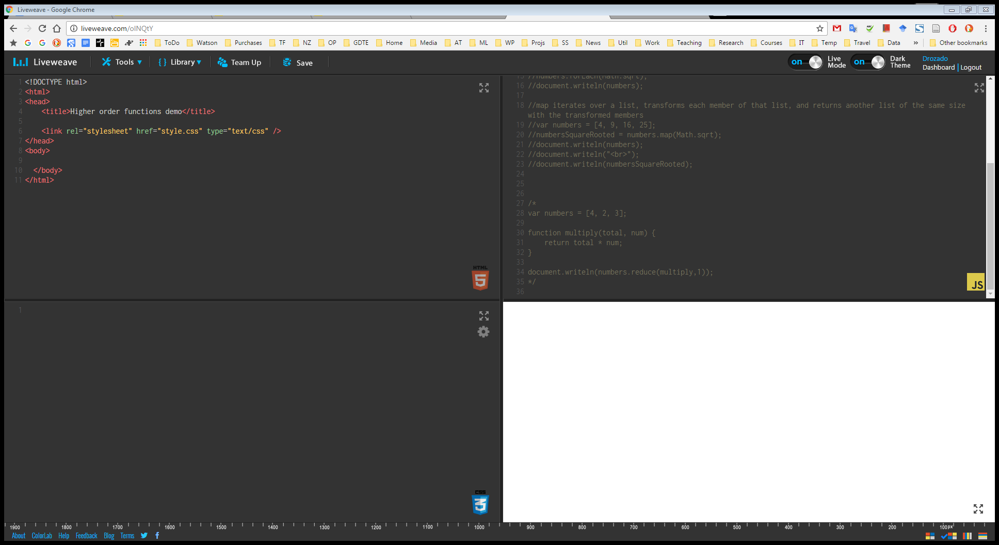 Liveweave - Google Chrome
liveweave.com/olNQtY
ToDo Watson Purchases TF NZ OP GDTE Home Media AT ML WP Projs SS News Util Work Teaching Research Courses IT Temp Travel Data » Other bookmarks
Liveweave Tools ▼ { } Library ▼ Team Up Save on Live Mode on Dark Theme Drozado
Dashboard | Logout
1 <!DOCTYPE html>
2 <html>
3 <head>
4 <title>Higher order functions demo</title>
5
6 <link rel="stylesheet" href="style.css" type="text/css" />
7 </head>
8 <body>
9
10 </body>
11 </html>
HTML
5
15 //numbers.forEach(Math.sqrt);
16 //document.writeln(numbers);
17
18 //map iterates over a list, transforms each member of that list, and returns another list of the same size
with the transformed members
19 //var numbers = [4, 9, 16, 25];
20 //numbersSquareRooted = numbers.map(Math.sqrt);
21 //document.writeln(numbers);
22 //document.writeln("<br>");
23 //document.writeln(numbersSquareRooted);
24
25
26
27 /*
28 var numbers = [4, 2, 3];
29
30 function multiply(total, num) {
31 return total * num;
32 }
33
34 document.writeln(numbers.reduce(multiply,1));
35 */
36
JS
1
CSS
3
1900 1800 1700 1600 1500 1400 1300 1200 1100 1000 900 800 700 600 500 400 300 200 100px
About ColorLab Help Feedback Blog Terms